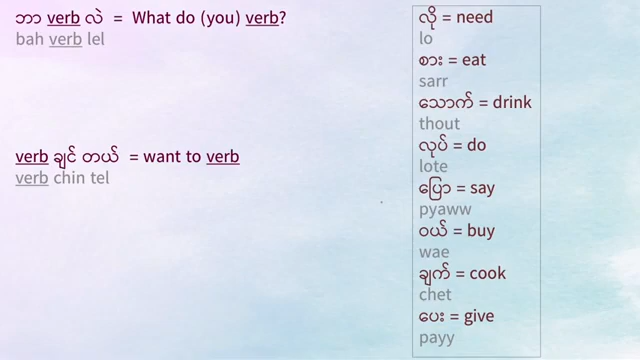 ဘာ verb လဲ = What do (you) verb?
bah verb lel
verb ချင် တယ် = want to verb
verb chin tel
လို = need
lo
စား = eat
sarr
သောက် = drink
thout
လုပ် = do
lote
ပြော = say
pyaww
ဝယ် = buy
wae
ချက် = cook
chet
ပေး = give
payy